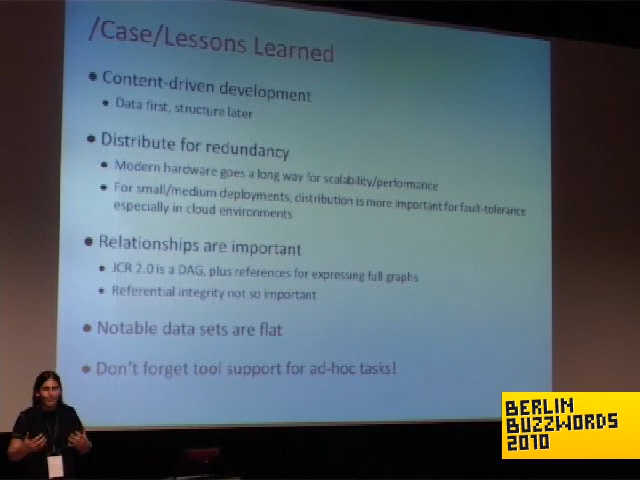 /Case/Lessons Learned
• Content-driven development
• Data first, structure later
• Distribute for redundancy
• Modern hardware goes a long way for scalability/performance
• For small/medium deployments, distribution is more important for fault-tolerance
especially in cloud environments
• Relationships are important
• JCR 2.0 is a DAG, plus references for expressing full graphs
• Referential integrity not so important
• Notable data sets are flat
• Don't forget tool support for ad-hoc tasks!
BERLIN
BUZZWORDS
2010